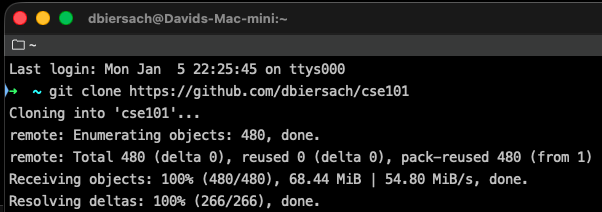 dbiersach@Davids-Mac-mini:~
~
Last login: Mon Jan  5 22:25:45 on ttys000
➜  ~ git clone https://github.com/dbiersach/cse101
Cloning into 'cse101'...
remote: Enumerating objects: 480, done.
remote: Total 480 (delta 0), reused 0 (delta 0), pack-reused 480 (from 1)
Receiving objects: 100% (480/480), 68.44 MiB | 54.80 MiB/s, done.
Resolving deltas: 100% (266/266), done.